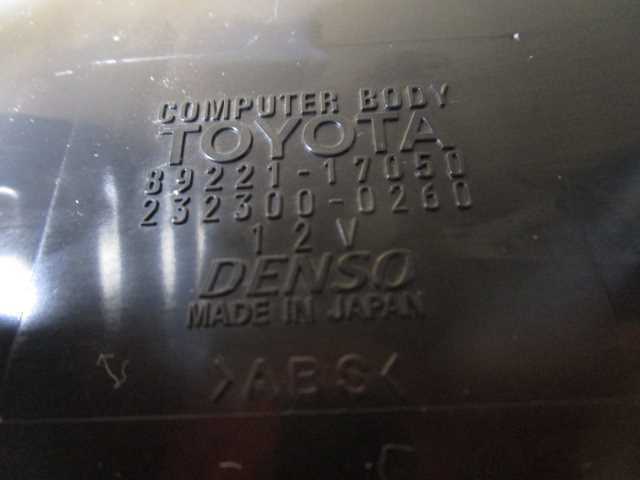 COMPUTER BODY
TOYOTA
89221-17050
232300-0260
12V
DENSO
MADE IN JAPAN
>ABS<